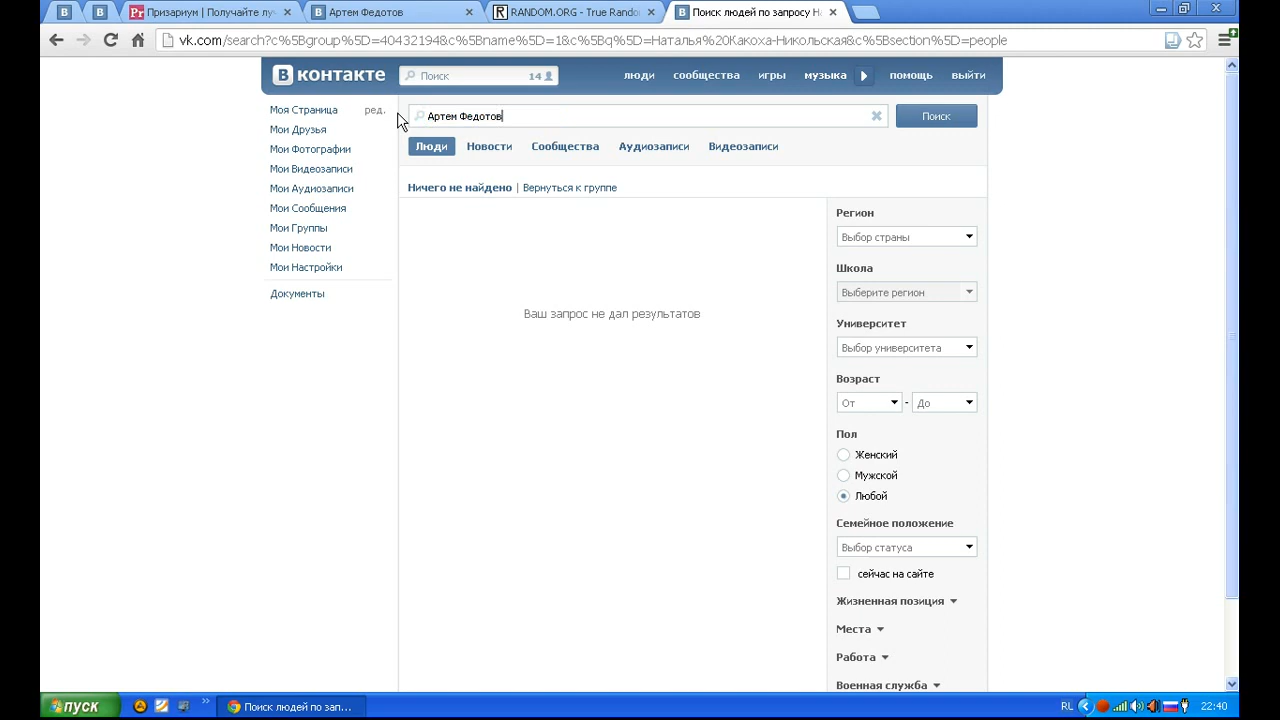 Призариум | Получайте лу
Артем Федотов
RANDOM.ORG - True Rando
Поиск людей по запросу Н
vk.com/search?c%5Bgroup%5D=40432194&c%5Bname%5D=1&c%5Bq%5D=Наталья%20Какоха-Никольская&c%5Bsection%5D=people
В контакте
Поиск
14
люди
сообщества
игры
музыка
помощь
выйти
Моя Страница
ред.
Мои Друзья
Мои Фотографии
Мои Видеозаписи
Мои Аудиозаписи
Мои Сообщения
Мои Группы
Мои Новости
Мои Настройки
Документы
Артем Федотов
Поиск
Люди
Новости
Сообщества
Аудиозаписи
Видеозаписи
Ничего не найдено | Вернуться к группе
Ваш запрос не дал результатов
Регион
Выбор страны
Школа
Выберите регион
Университет
Выбор университета
Возраст
От - До
Пол
Женский
Мужской
Любой
Семейное положение
Выбор статуса
сейчас на сайте
Жизненная позиция
Места
Работа
Военная служба
пуск
Поиск людей по зап...
RL
22:40